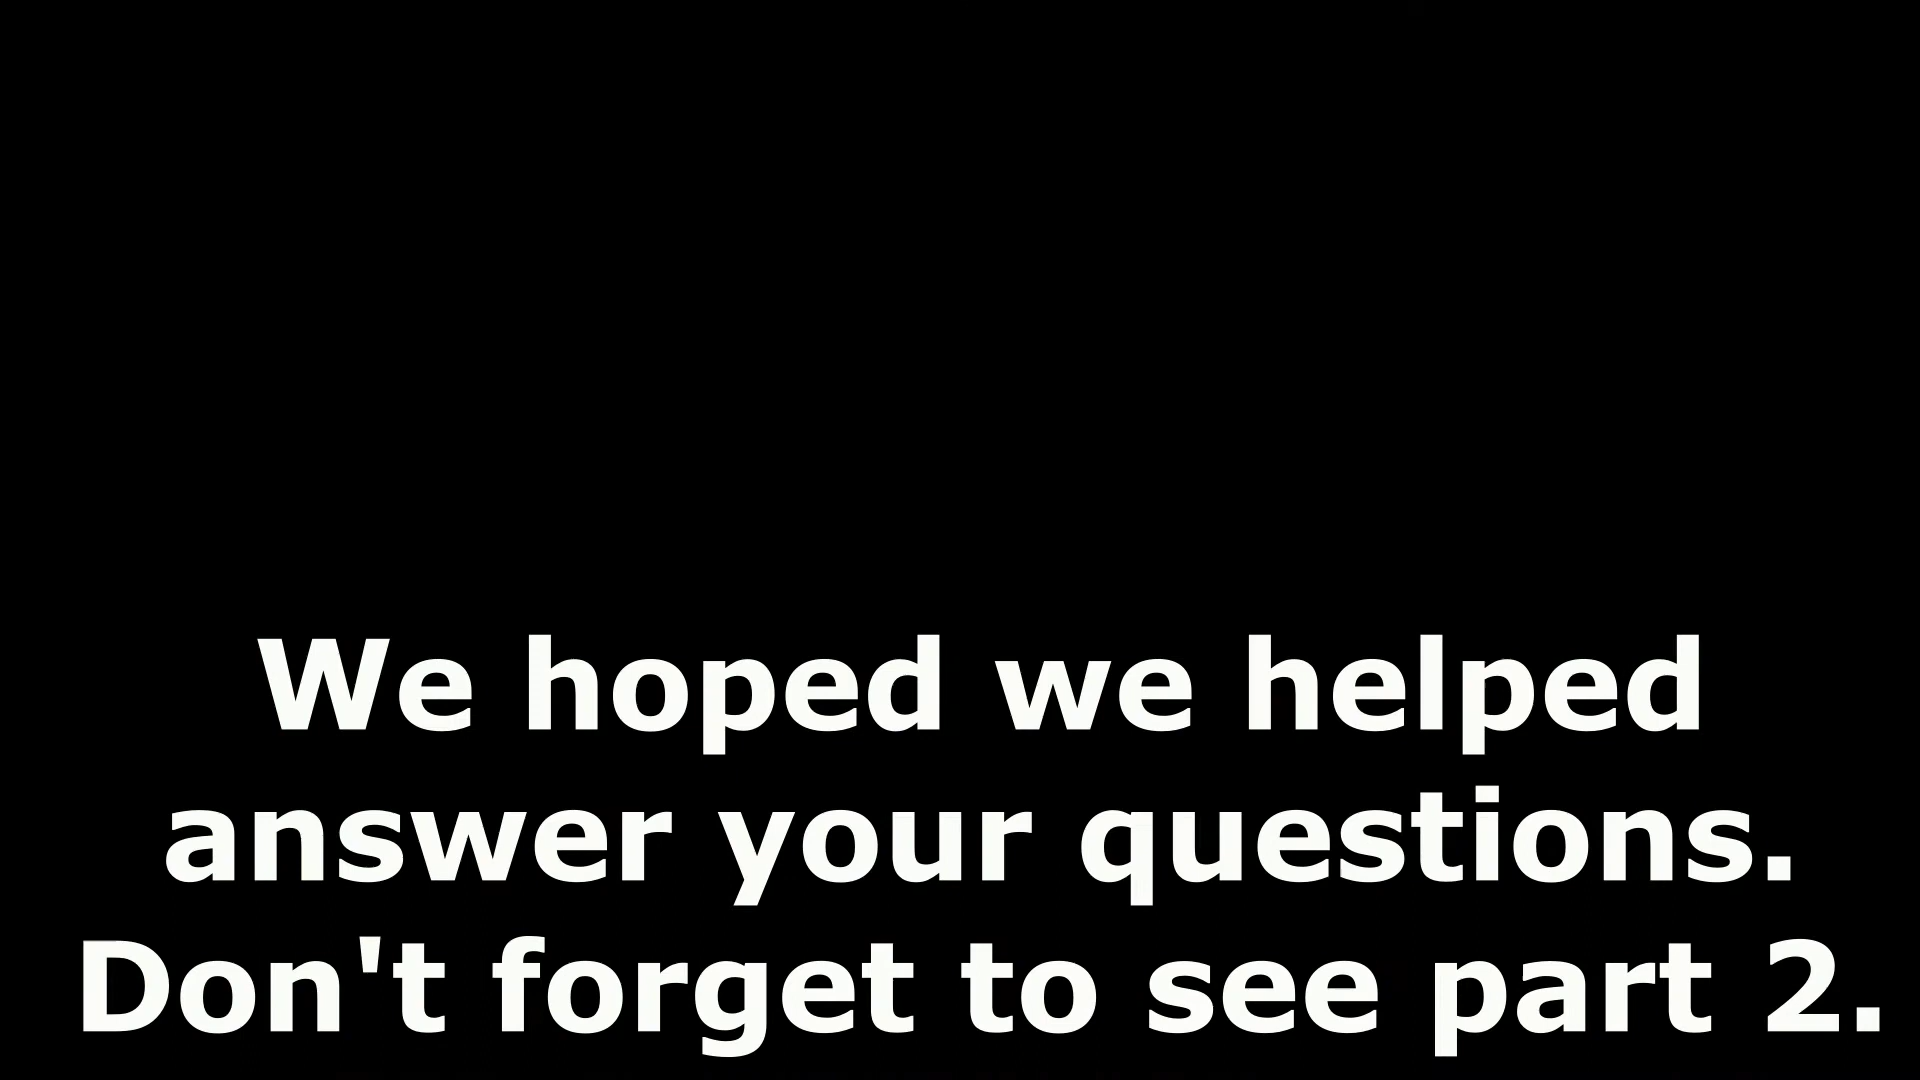 We hoped we helped
answer your questions.
Don't forget to see part 2.